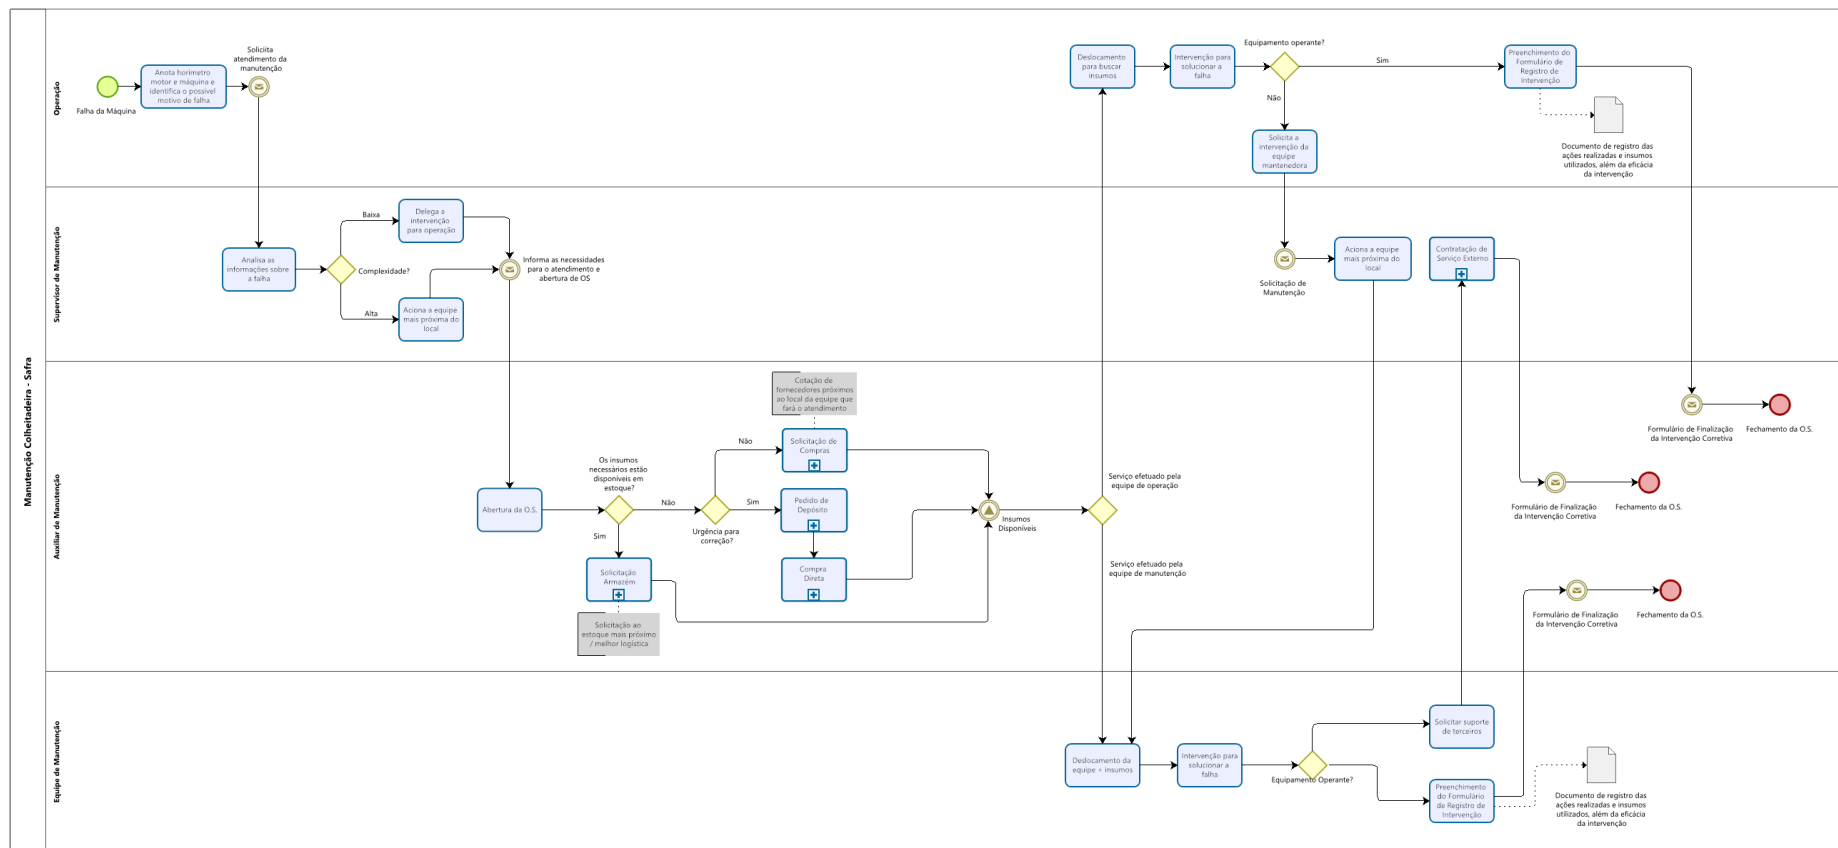 Manutenção Colheitadeira - Safra
Operação
Falha da Máquina
Anota horímetro
motor e máquina e
identifica o possível
motivo de falha
Soliciita
atendimento da
manutenção
Deslocamento
para buscar
insumos
Intervenção para
solucionar a
falha
Equipamento operante?
Sim
Não
Solicita a
intervenção da
equipe
mantenedora
Preenchimento do
Formulário de
Registro de
Intervenção
Documento de registro das
ações realizadas e insumos
utilizados, além da eficácia
da intervenção
Supervisor de Manutenção
Analisa as
informações sobre
a falha
Complexidade?
Baixa
Alta
Delega a
intervenção
para operação
Aciona a equipe
mais próxima do
local
Informa as necessidades
para o atendimento e
abertura de OS
Solicitação de
Manutenção
Aciona a equipe
mais próxima do
local
Contratação de
Serviço Externo
Auxiliar de Manutenção
Abertura da O.S.
Os insumos
necessários estão
disponíveis em
estoque?
Não
Sim
Solicitação
Armazém
Solicitação ao
estoque mais próximo
/ melhor logística
Urgência para
correção?
Não
Sim
Cotação de
fornecedores próximos
ao local da equipe que
fará o atendimento
Solicitação de
Compras
Pedido de
Depósito
Compra
Direta
Insumos
Disponíveis
Serviço efetuado pela
equipe de operação
Serviço efetuado pela
equipe de manutenção
Formulário de Finalização
da Intervenção Corretiva
Fechamento da O.S.
Formulário de Finalização
da Intervenção Corretiva
Fechamento da O.S.
Formulário de Finalização
da Intervenção Corretiva
Fechamento da O.S.
Equipe de Manutenção
Deslocamento da
equipe + insumos
Intervenção para
solucionar a
falha
Equipamento Operante?
Solicitar suporte
de terceiros
Preenchimento
do Formulário
de Registro de
Intervenção
Documento de registro das
ações realizadas e insumos
utilizados, além da eficácia
da intervenção